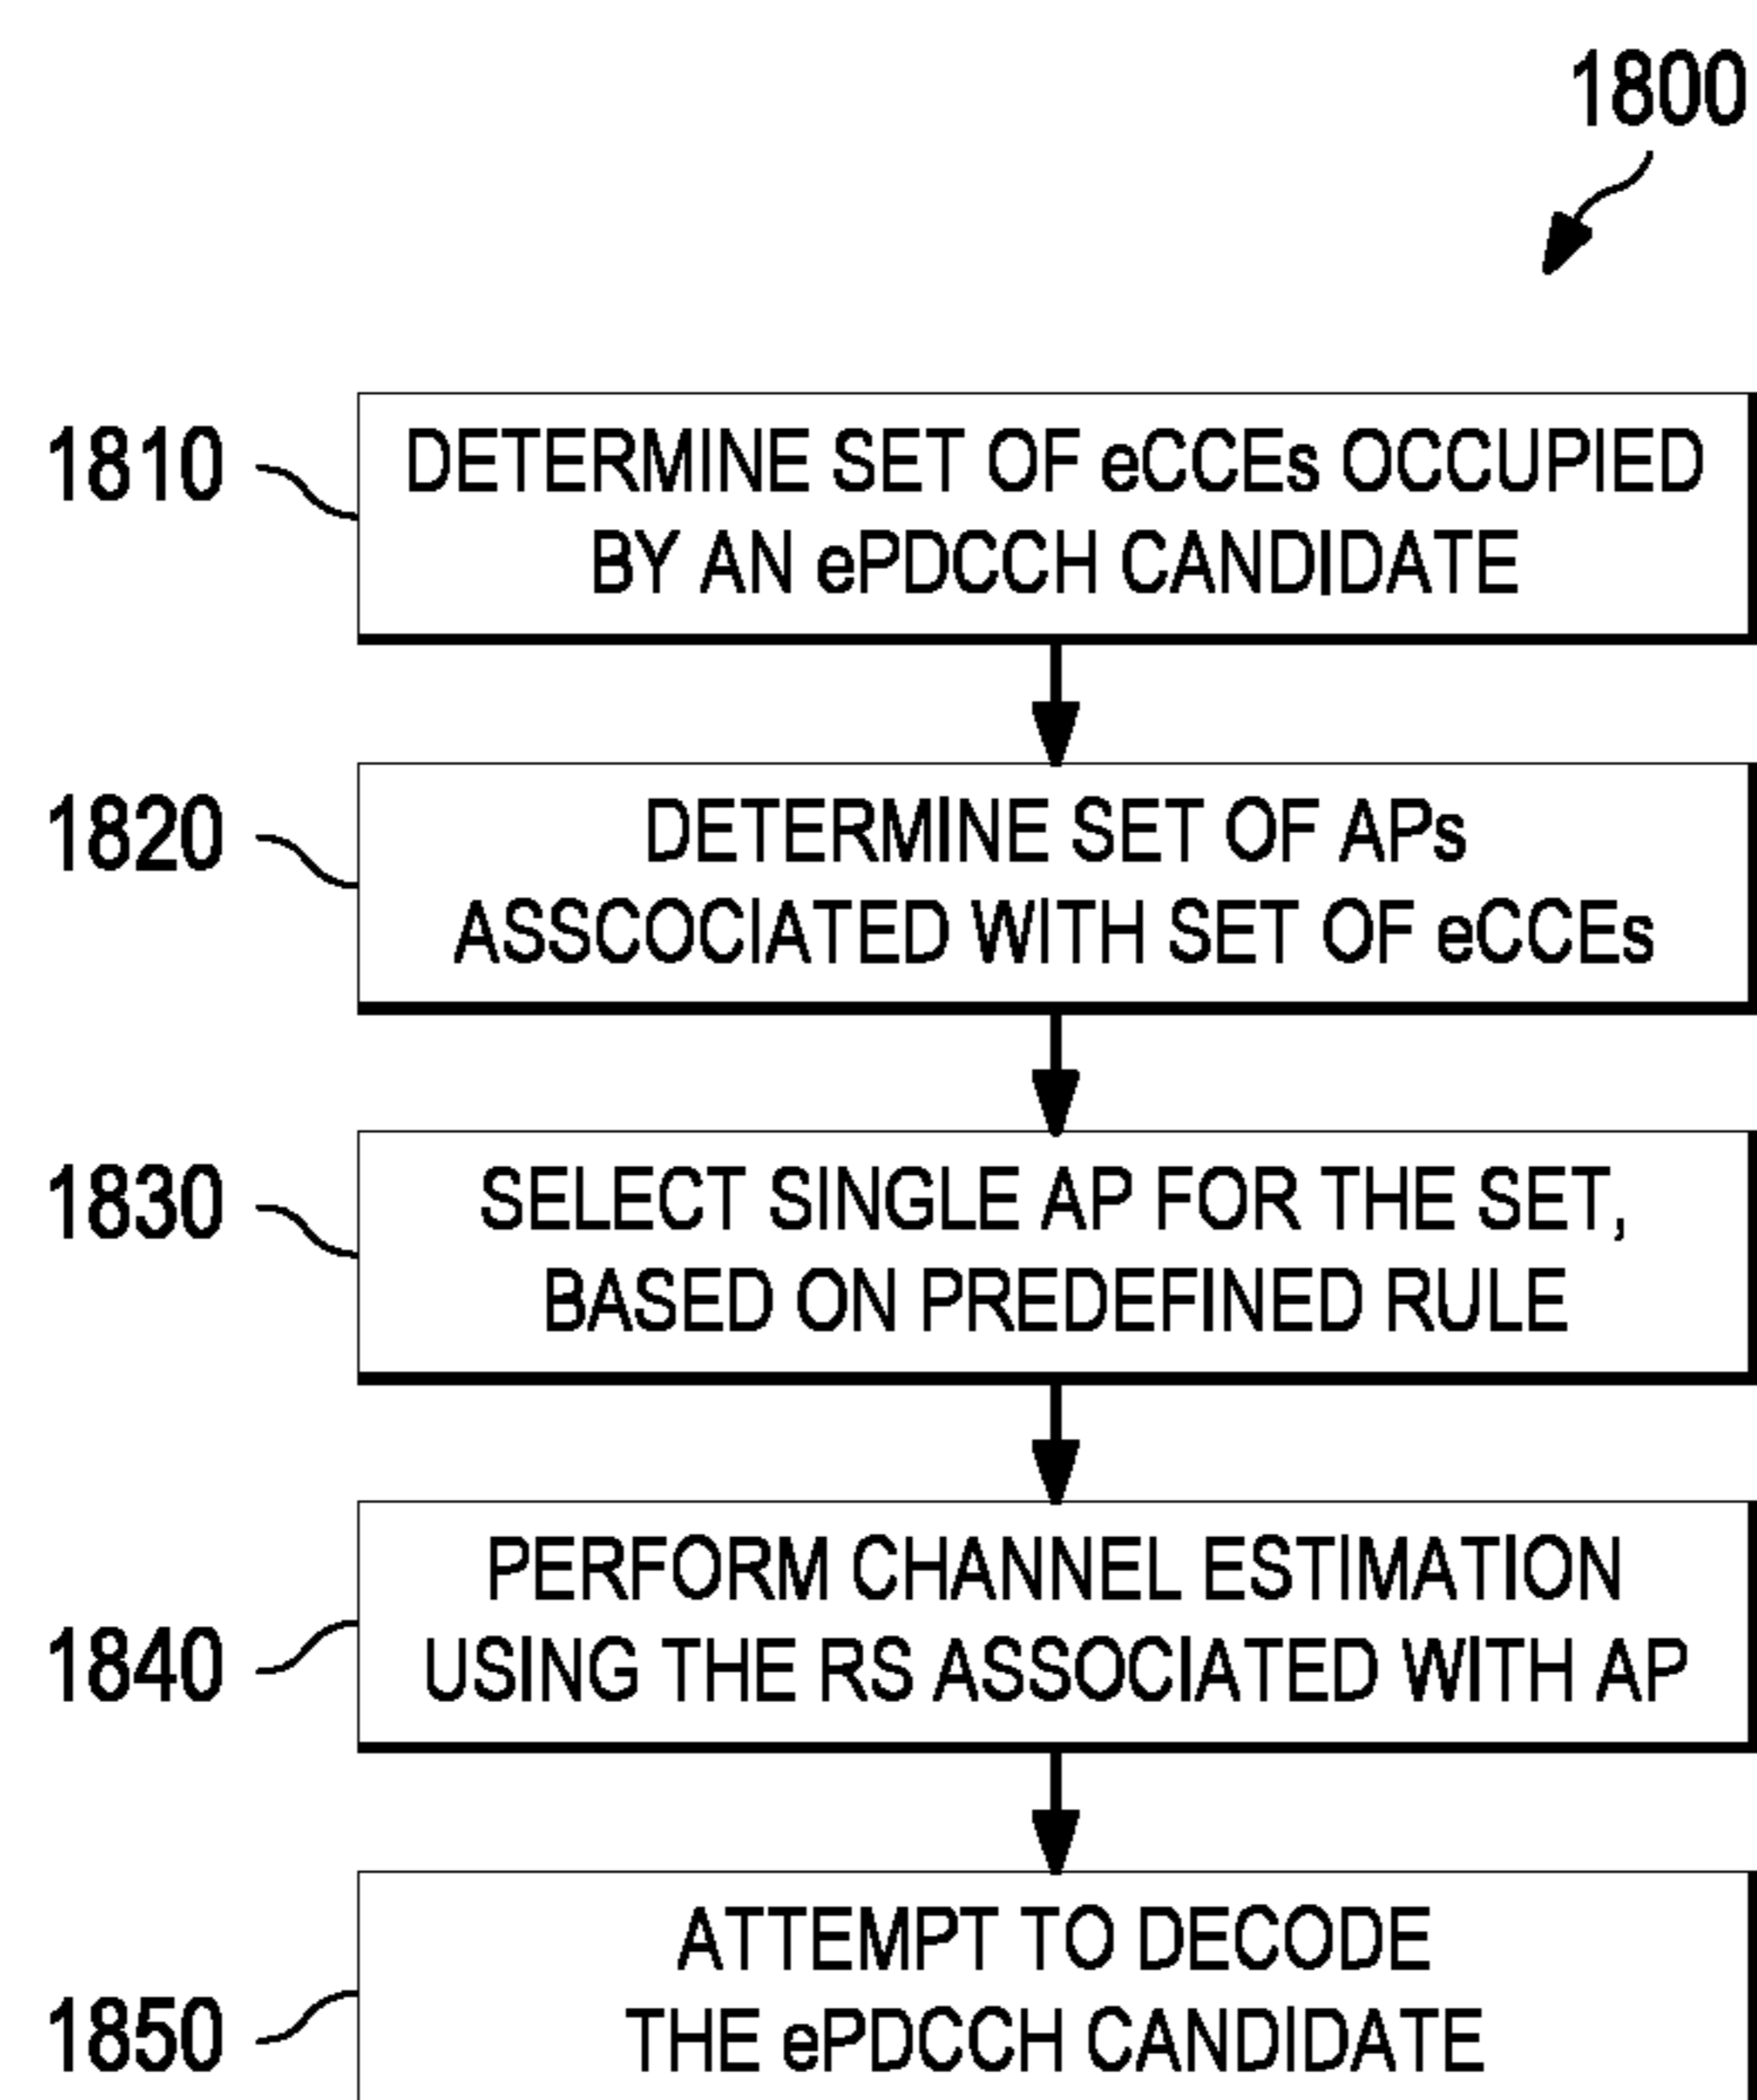 1800
1810
DETERMINE SET OF eCCEs OCCUPIED
BY AN ePDCCH CANDIDATE
1820
DETERMINE SET OF APs
ASSCOCIATED WITH SET OF eCCEs
1830
SELECT SINGLE AP FOR THE SET,
BASED ON PREDEFINED RULE
1840
PERFORM CHANNEL ESTIMATION
USING THE RS ASSOCIATED WITH AP
1850
ATTEMPT TO DECODE
THE ePDCCH CANDIDATE